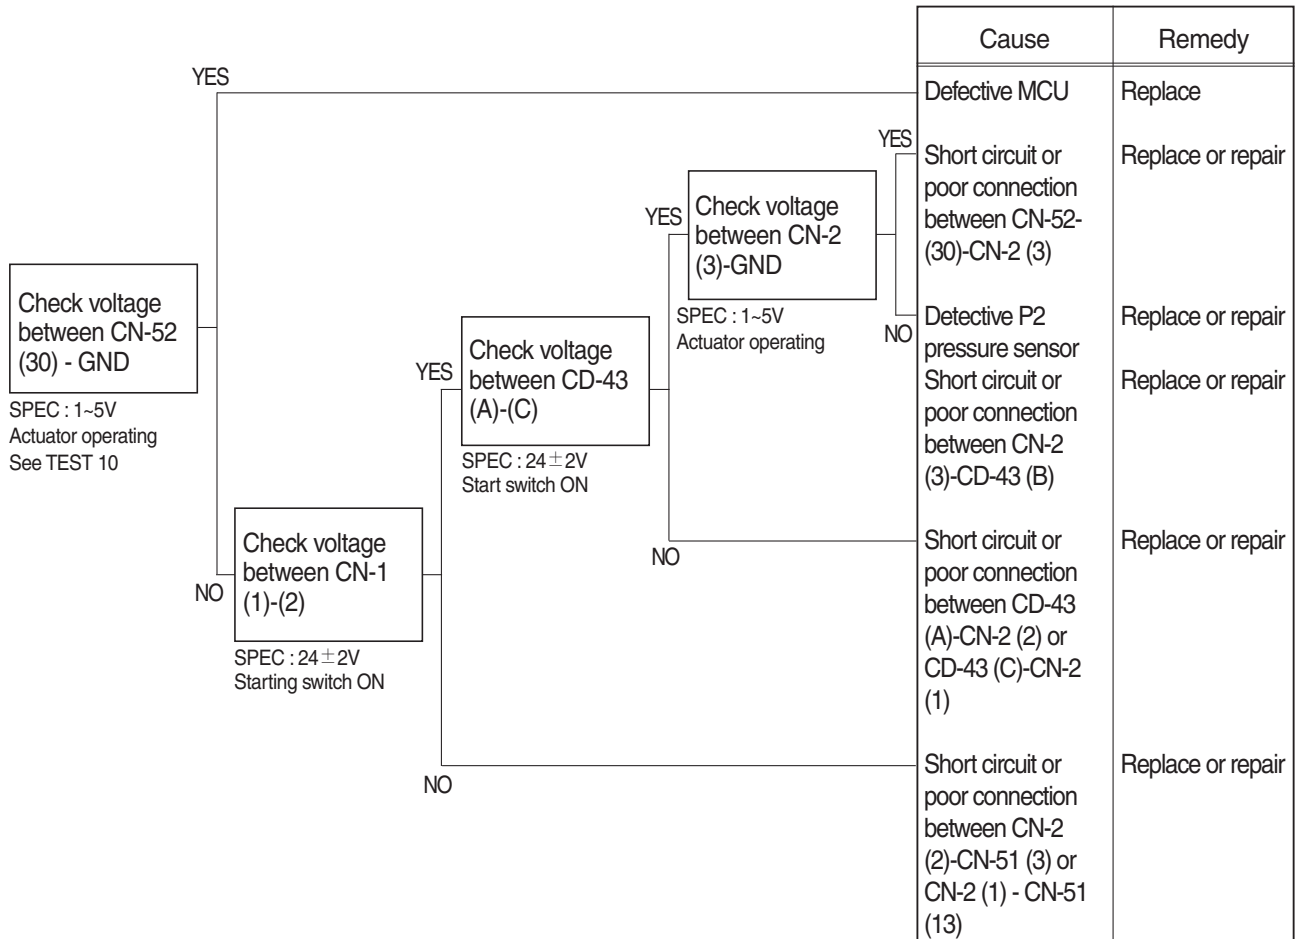 Cause
Remedy
YES
Defective MCU
Replace
YES
Short circuit or
poor connection
between CN-52-
(30)-CN-2 (3)
Replace or repair
YES
Check voltage
between CN-2
(3)-GND
SPEC : 1~5V
Actuator operating
NO
Detective P2
pressure sensor
Replace or repair
Short circuit or
poor connection
between CN-2
(3)-CD-43 (B)
Replace or repair
Check voltage
between CN-52
(30) - GND
SPEC : 1~5V
Actuator operating
See TEST 10
YES
Check voltage
between CD-43
(A)-(C)
SPEC : 24±2V
Start switch ON
NO
Short circuit or
poor connection
between CD-43
(A)-CN-2 (2) or
CD-43 (C)-CN-2
(1)
Replace or repair
NO
Check voltage
between CN-1
(1)-(2)
SPEC : 24±2V
Starting switch ON
NO
Short circuit or
poor connection
between CN-2
(2)-CN-51 (3) or
CN-2 (1) - CN-51
(13)
Replace or repair